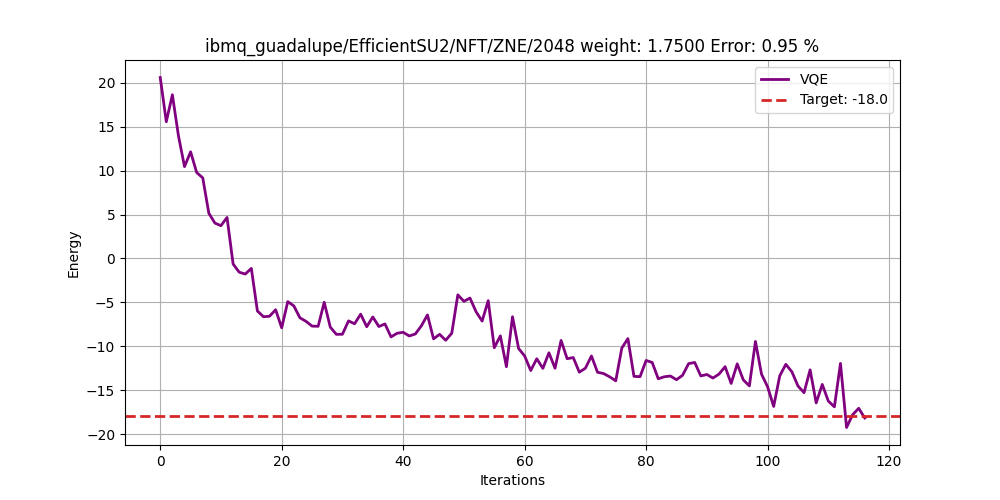 ibmq_guadalupe/EfficientSU2/NFT/ZNE/2048 weight: 1.7500 Error: 0.95 %
VQE
Target: -18.0
Energy
20
15
10
5
0
−5
−10
−15
−20
0 20 40 60 80 100 120
Iterations